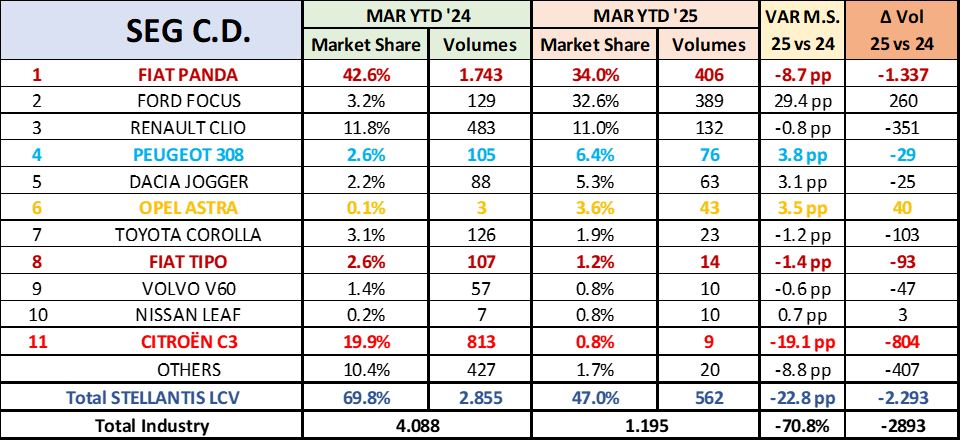 SEG C.D. MAR YTD '24 MAR YTD '25 VAR M.S. 25 vs 24 Δ Vol 25 vs 24
Market Share Volumes Market Share Volumes
1 FIAT PANDA 42.6% 1.743 34.0% 406 -8.7 pp -1.337
2 FORD FOCUS 3.2% 129 32.6% 389 29.4 pp 260
3 RENAULT CLIO 11.8% 483 11.0% 132 -0.8 pp -351
4 PEUGEOT 308 2.6% 105 6.4% 76 3.8 pp -29
5 DACIA JOGGER 2.2% 88 5.3% 63 3.1 pp -25
6 OPEL ASTRA 0.1% 3 3.6% 43 3.5 pp 40
7 TOYOTA COROLLA 3.1% 126 1.9% 23 -1.2 pp -103
8 FIAT TIPO 2.6% 107 1.2% 14 -1.4 pp -93
9 VOLVO V60 1.4% 57 0.8% 10 -0.6 pp -47
10 NISSAN LEAF 0.2% 7 0.8% 10 0.7 pp 3
11 CITROËN C3 19.9% 813 0.8% 9 -19.1 pp -804
OTHERS 10.4% 427 1.7% 20 -8.8 pp -407
Total STELLANTIS LCV 69.8% 2.855 47.0% 562 -22.8 pp -2.293
Total Industry 4.088 1.195 -70.8% -2893